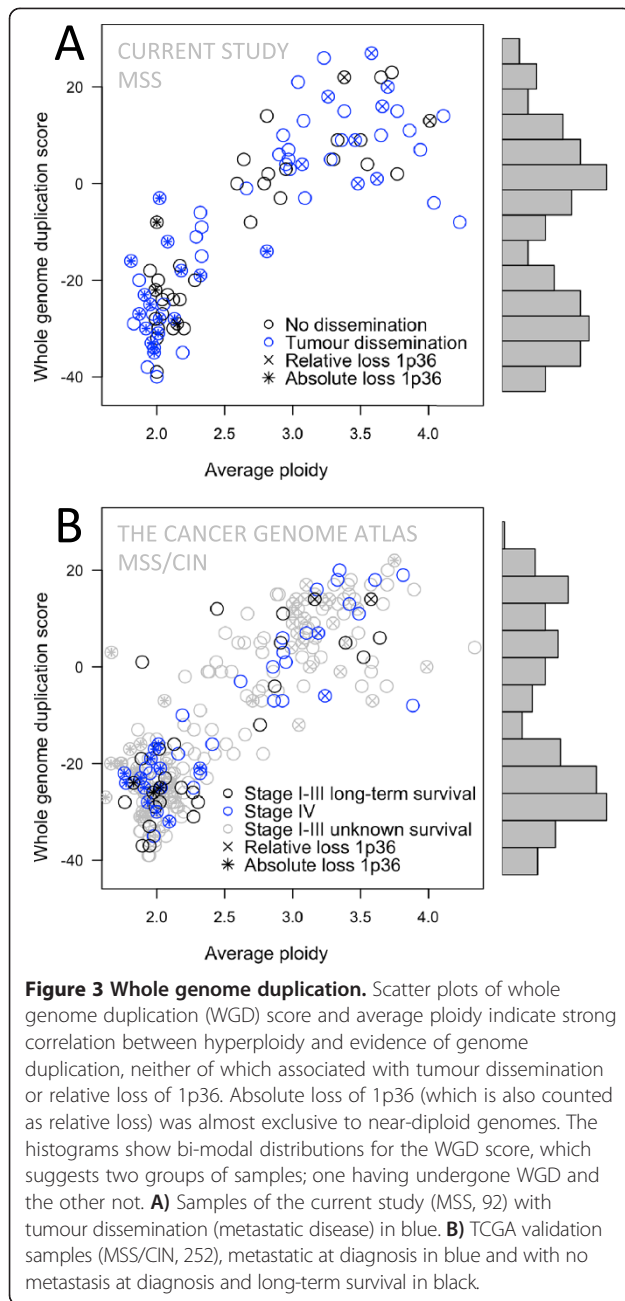 A
CURRENT STUDY
MSS
Whole genome duplication score
20
0
-20
-40
No dissemination
Tumour dissemination
Relative loss 1p36
Absolute loss 1p36
2.0 2.5 3.0 3.5 4.0
Average ploidy
B
THE CANCER GENOME ATLAS
MSS/CIN
Whole genome duplication score
20
0
-20
-40
Stage I-III long-term survival
Stage IV
Stage I-III unknown survival
Relative loss 1p36
Absolute loss 1p36
2.0 2.5 3.0 3.5 4.0
Average ploidy
Figure 3 Whole genome duplication. Scatter plots of whole
genome duplication (WGD) score and average ploidy indicate strong
correlation between hyperploidy and evidence of genome
duplication, neither of which associated with tumour dissemination
or relative loss of 1p36. Absolute loss of 1p36 (which is also counted
as relative loss) was almost exclusive to near-diploid genomes. The
histograms show bi-modal distributions for the WGD score, which
suggests two groups of samples; one having undergone WGD and
the other not. A) Samples of the current study (MSS, 92) with
tumour dissemination (metastatic disease) in blue. B) TCGA validation
samples (MSS/CIN, 252), metastatic at diagnosis in blue and with no
metastasis at diagnosis and long-term survival in black.